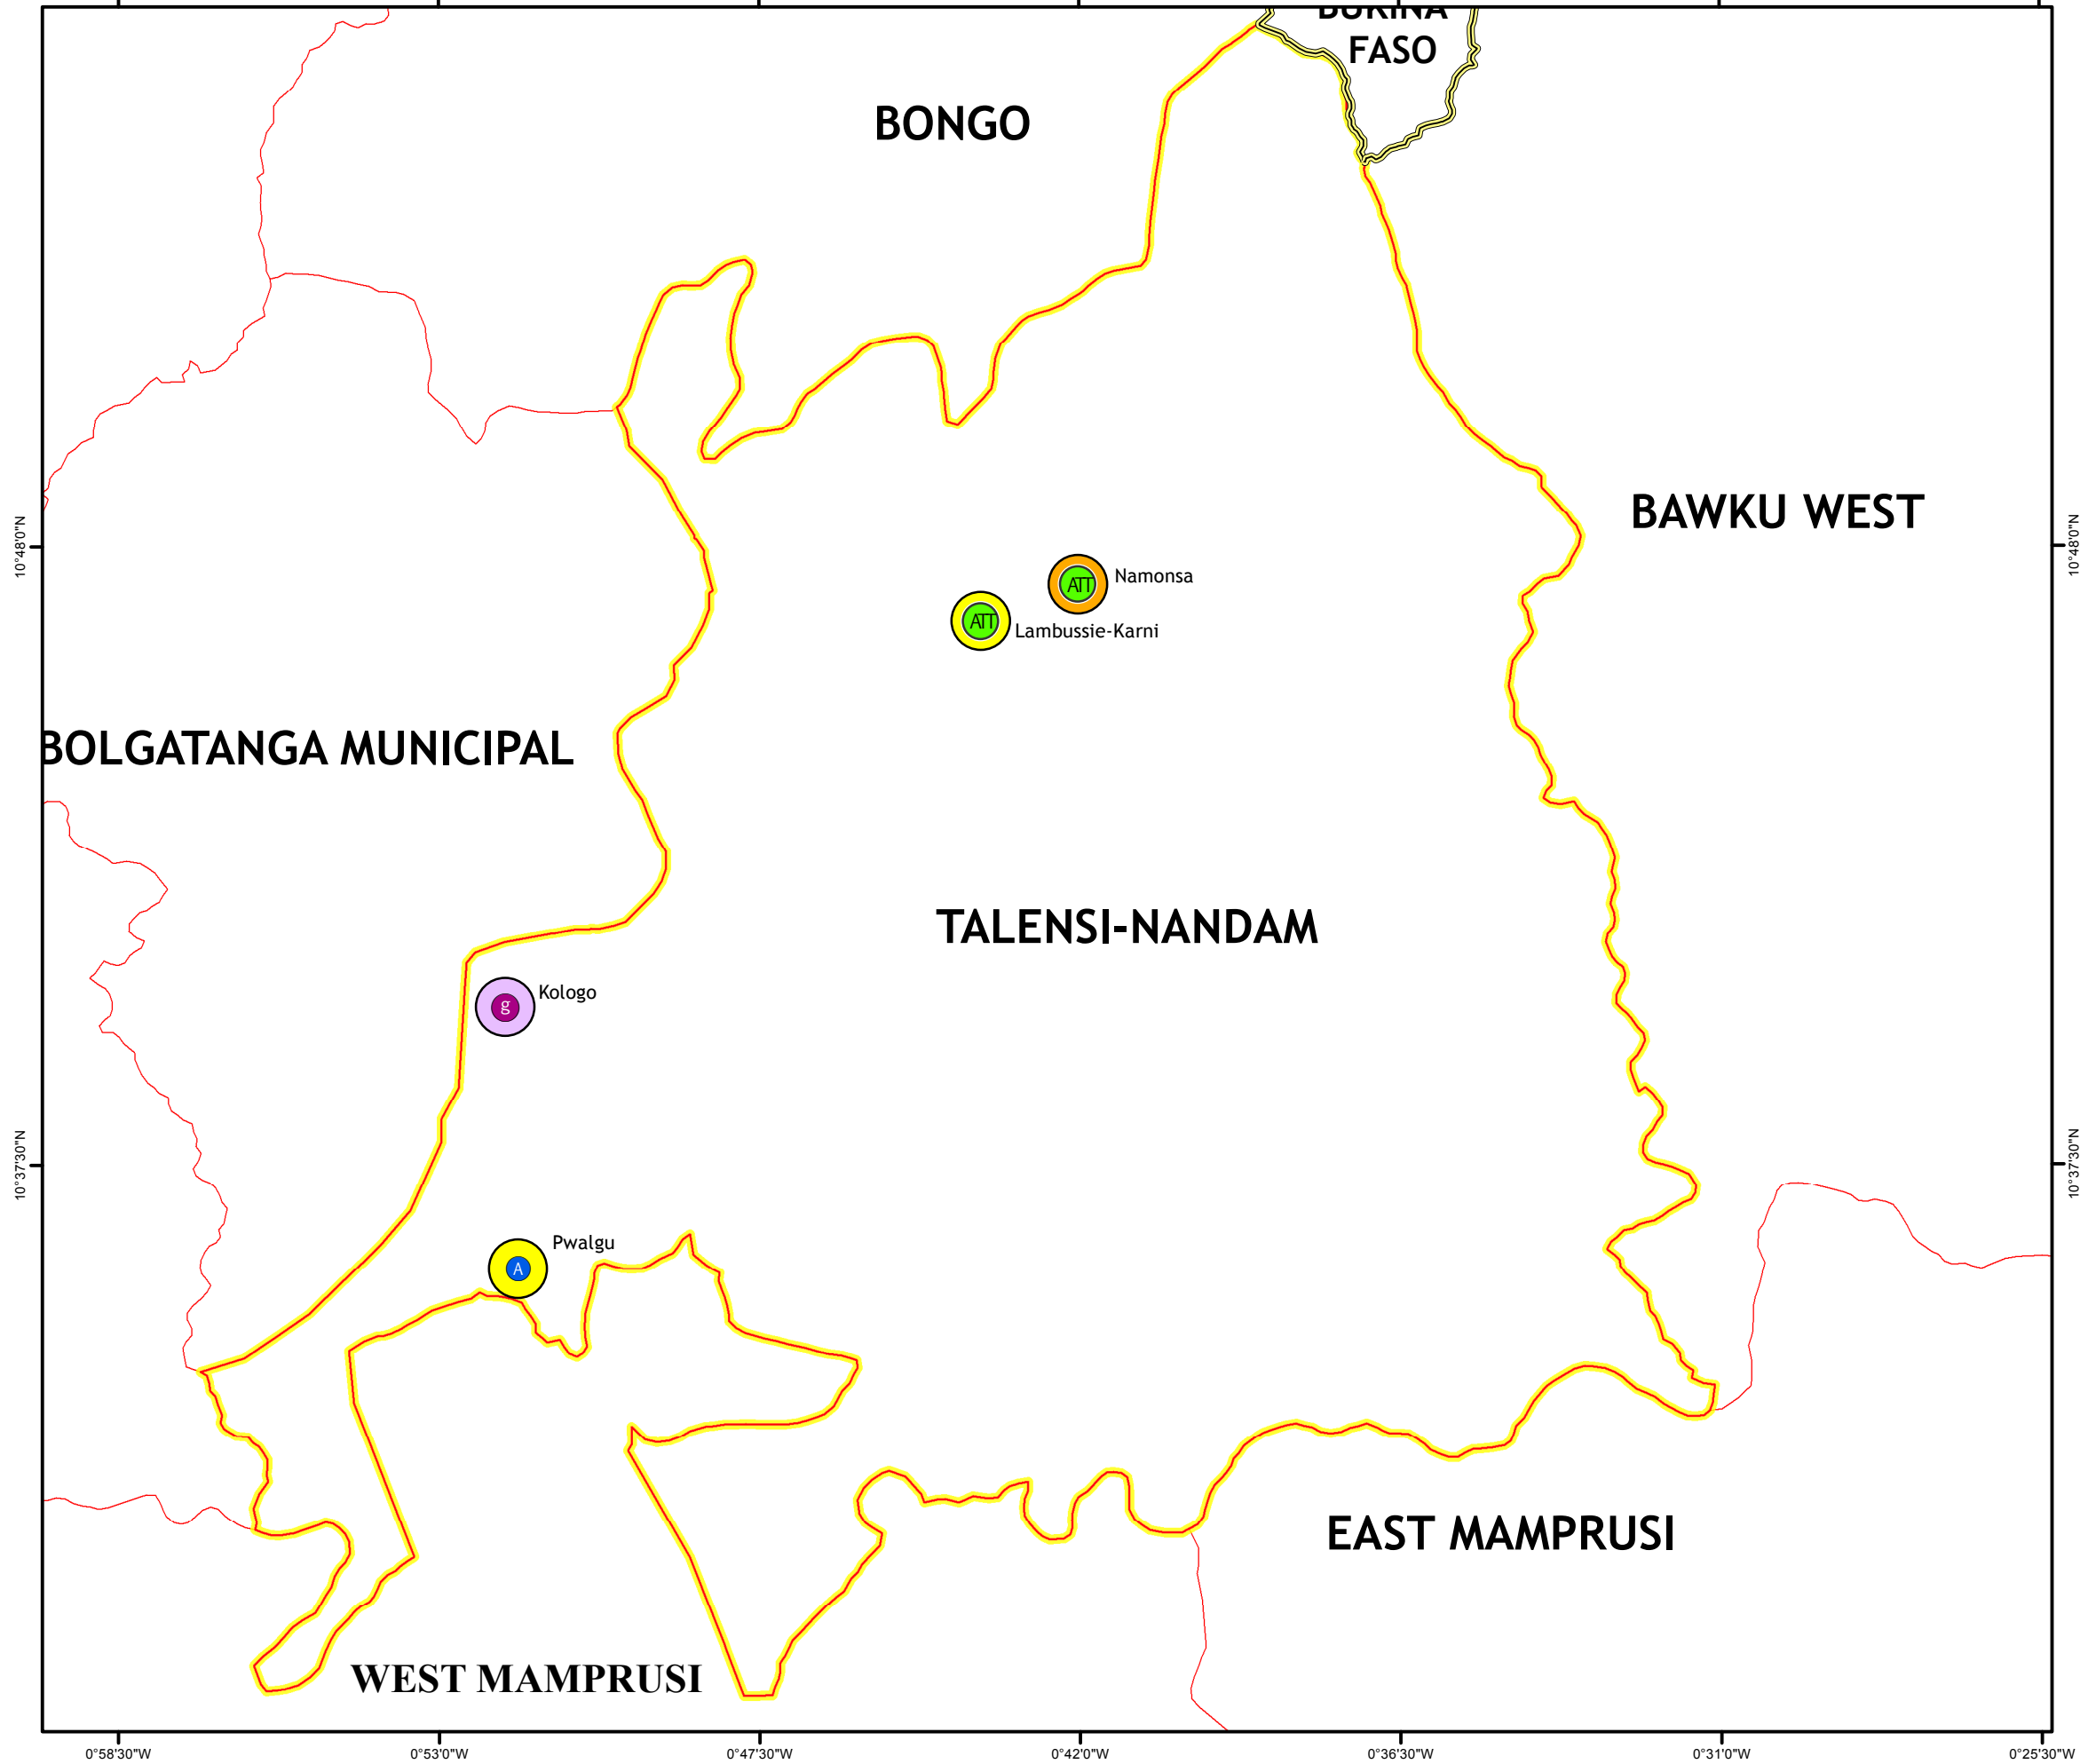 BURINA
FASO
BONGO
BAWKU WEST
10°48'0"N
10°48'0"N
ATT
Namonsa
ATT
Lambussie-Karni
BOLGATANGA MUNICIPAL
TALENSI-NANDAM
g
Kologo
10°37'30"N
10°37'30"N
Pwalgu
A
EAST MAMPRUSI
WEST MAMPRUSI
0°58'30"W
0°53'0"W
0°47'30"W
0°42'0"W
0°36'30"W
0°31'0"W
0°25'30"W